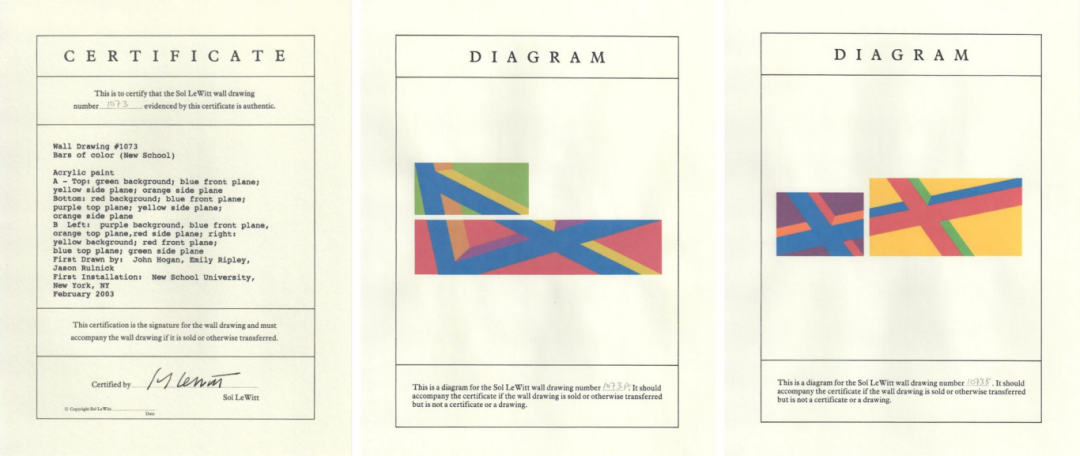 CERTIFICATE
This is to certify that the Sol LeWitt wall drawing
number 1073 evidenced by this certificate is authentic.
Wall Drawing #1073
Bars of color (New School)
Acrylic paint
A - Top: green background; blue front plane;
yellow side plane; orange side plane
Bottom: red background; blue front plane;
purple top plane; yellow side plane;
orange side plane
B Left: purple background, blue front plane,
orange top plane,red side plane; right:
yellow background; red front plane;
blue top plane; green side plane
First Drawn by: John Hogan, Emily Ripley,
Jason Rulnick
First Installation: New School University,
New York, NY
February 2003
This certification is the signature for the wall drawing and must
accompany the wall drawing if it is sold or otherwise transferred.
Certified by Sol LeWitt
Sol LeWitt
© Copyright Sol LeWitt
Date
DIAGRAM
This is a diagram for the Sol LeWitt wall drawing number 1073A. It should
accompany the certificate if the wall drawing is sold or otherwise transferred
but is not a certificate or a drawing.
DIAGRAM
This is a diagram for the Sol LeWitt wall drawing number 1073B. It should
accompany the certificate if the wall drawing is sold or otherwise transferred
but is not a certificate or a drawing.